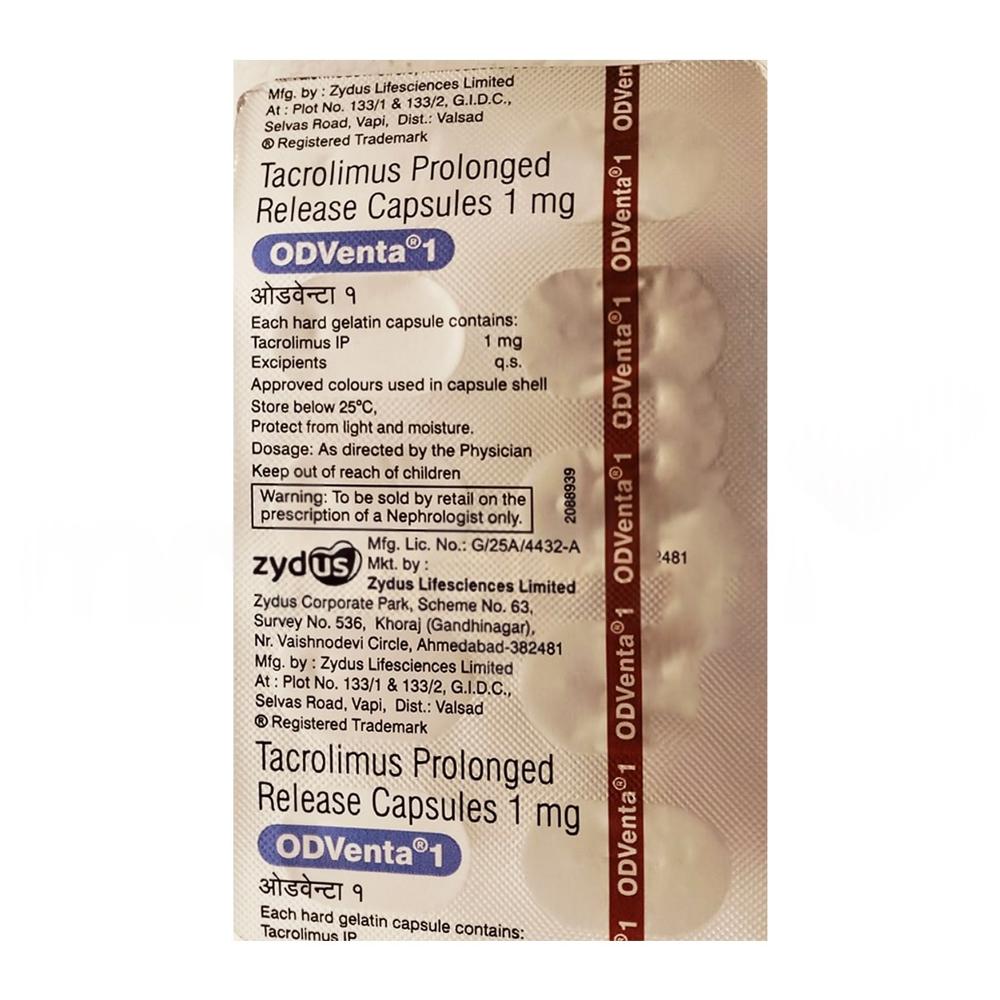 Mfg. by : Zydus Lifesciences Limited
At : Plot No. 133/1 & 133/2, G.I.D.C.,
Selvas Road, Vapi, Dist.: Valsad
® Registered Trademark
Tacrolimus Prolonged
Release Capsules 1 mg
ODVenta®1
ओडवेन्टा १
Each hard gelatin capsule contains:
Tacrolimus IP 1 mg
Excipients q.s.
Approved colours used in capsule shell
Store below 25°C,
Protect from light and moisture.
Dosage: As directed by the Physician
Keep out of reach of children
Warning: To be sold by retail on the
prescription of a Nephrologist only.
2088939
zydus
Mfg. Lic. No.: G/25A/4432-A
Mkt. by :
Zydus Lifesciences Limited
Zydus Corporate Park, Scheme No. 63,
Survey No. 536, Khoraj (Gandhinagar),
Nr. Vaishnodevi Circle, Ahmedabad-382481
Mfg. by : Zydus Lifesciences Limited
At : Plot No. 133/1 & 133/2, G.I.D.C.,
Selvas Road, Vapi, Dist.: Valsad
® Registered Trademark
Tacrolimus Prolonged
Release Capsules 1 mg
ODVenta®1
ओडवेन्टा १
Each hard gelatin capsule contains:
Tacrolimus IP
2481
®1 ODVenta®1 ODVenta®1 ODVenta®1 ODVenta®1 ODVenta®1 ODVen